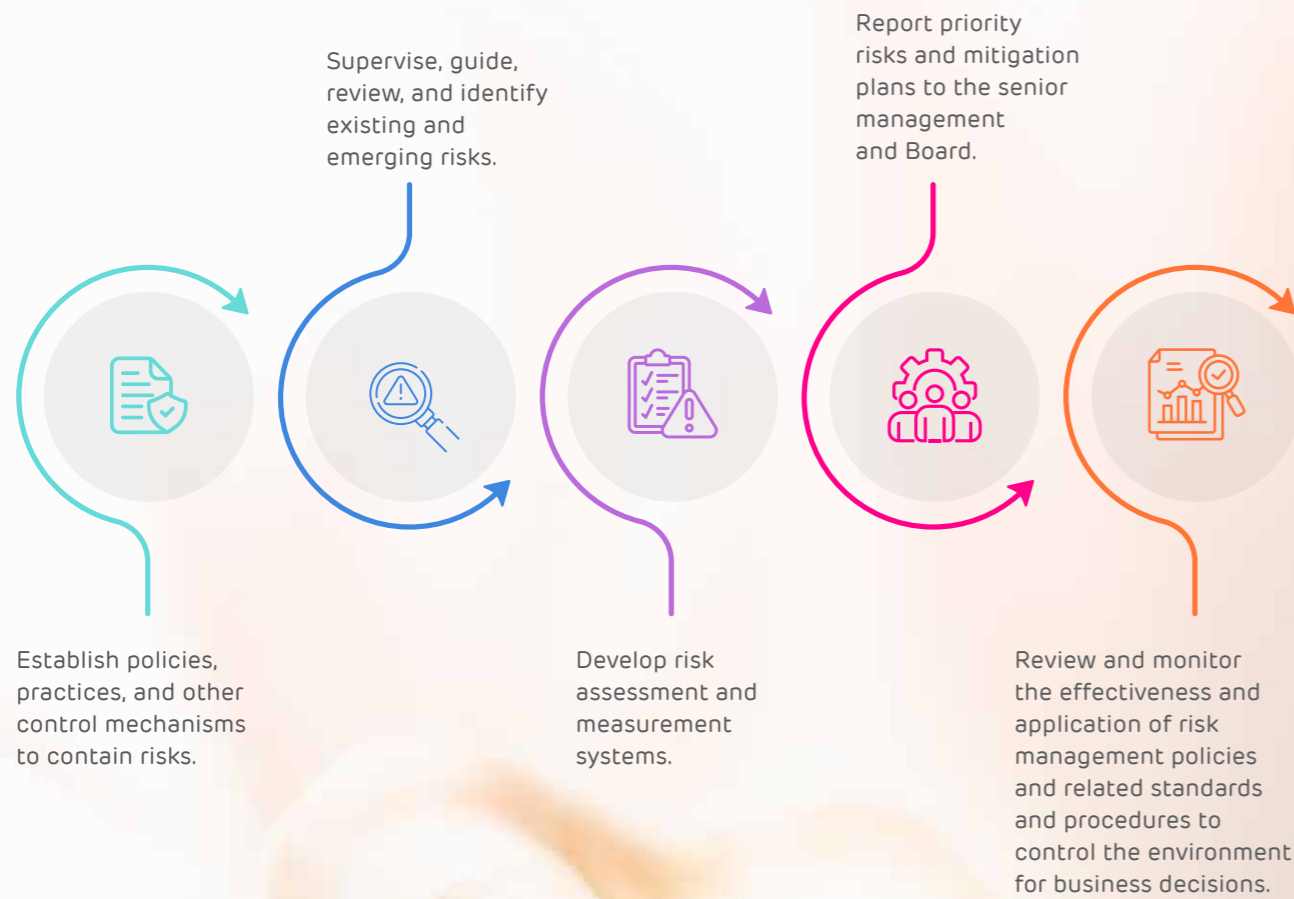 Establish policies,
practices, and other
control mechanisms
to contain risks.
Supervise, guide,
review, and identify
existing and
emerging risks.
Develop risk
assessment and
measurement
systems.
Report priority
risks and mitigation
plans to the senior
management
and Board.
Review and monitor
the effectiveness and
application of risk
management policies
and related standards
and procedures to
control the environment
for business decisions.